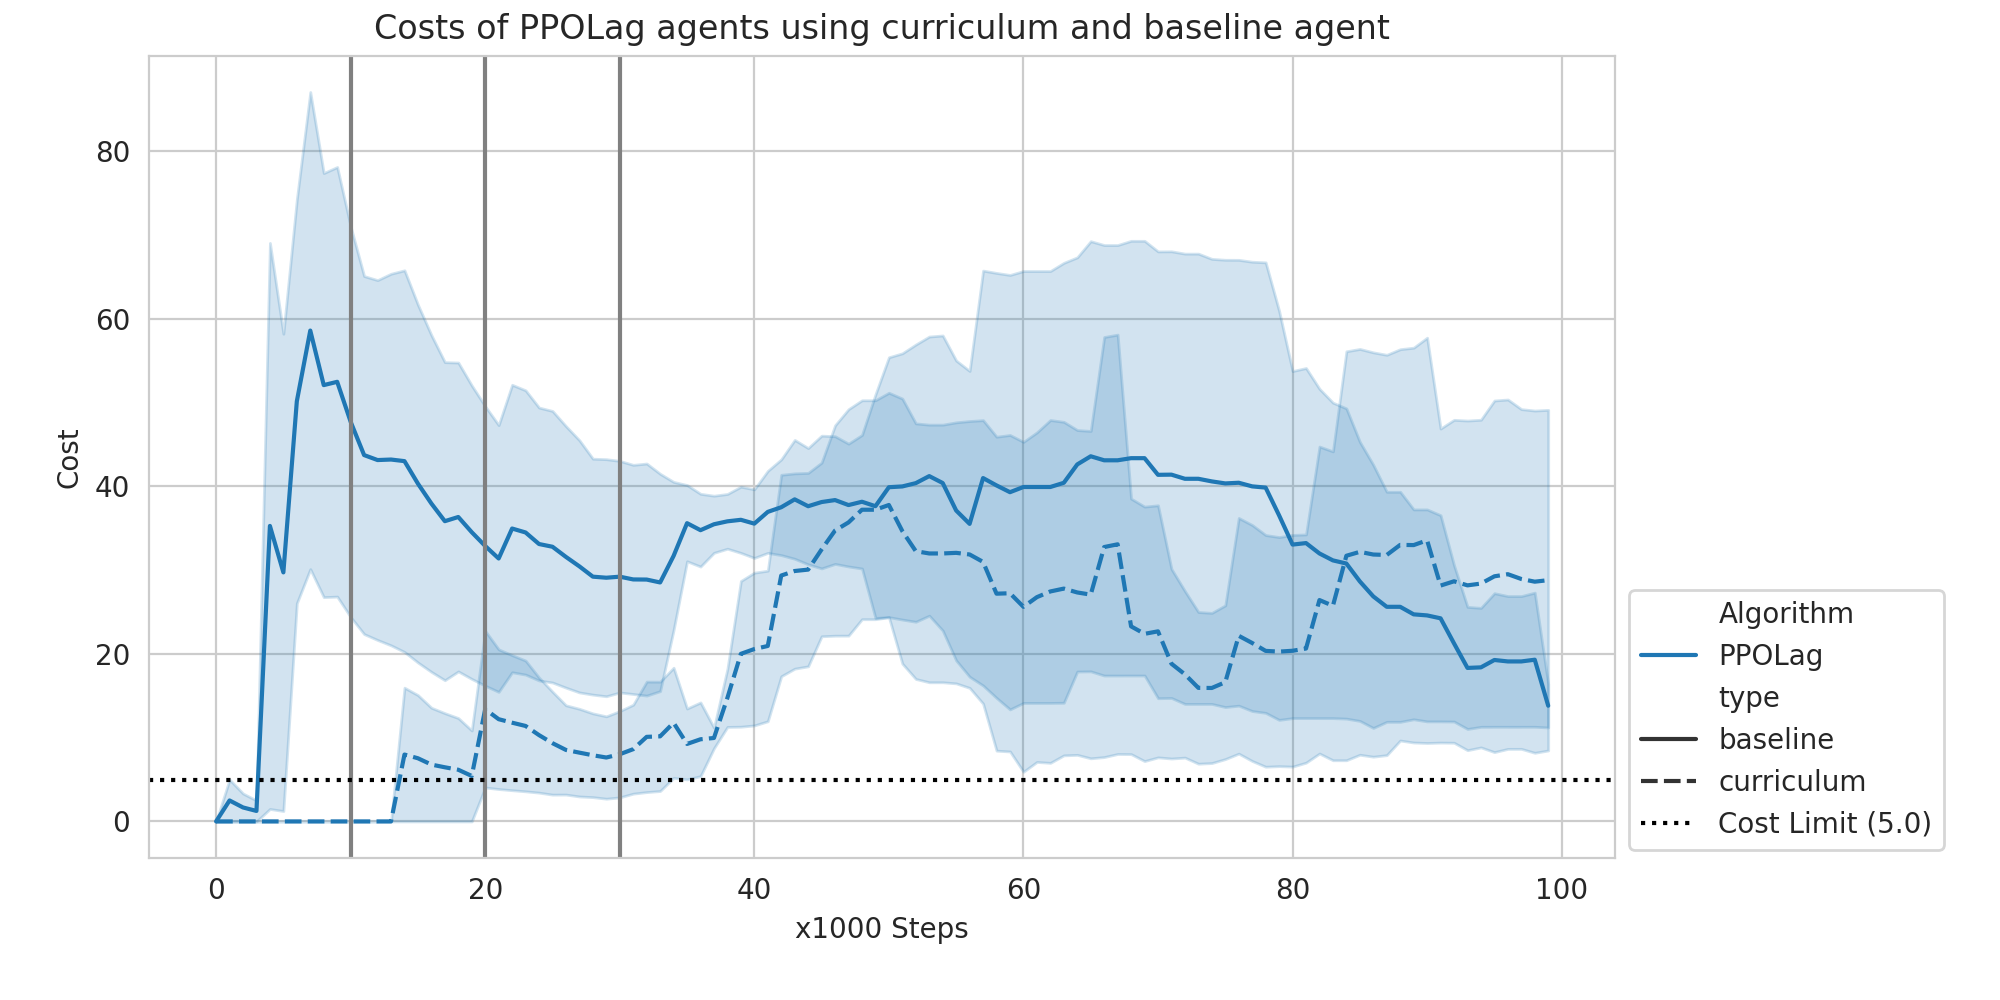 Costs of PPOLag agents using curriculum and baseline agent
80
60
40
20
0
Cost
0 20 40 60 80 100
x1000 Steps
Algorithm
PPOLag
type
baseline
curriculum
Cost Limit (5.0)